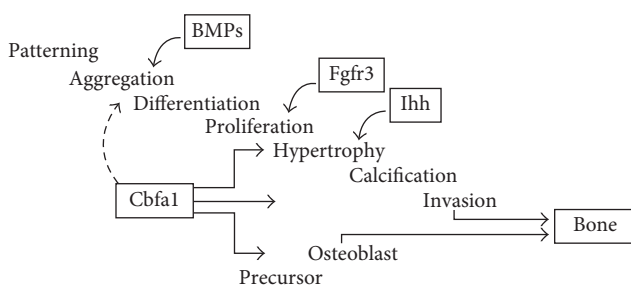 BMPs
Patterning
Aggregation
Fgfr3
Differentiation
Ihh
Proliferation
Hypertrophy
Calcification
Cbfa1
Invasion
Bone
Osteoblast
Precursor